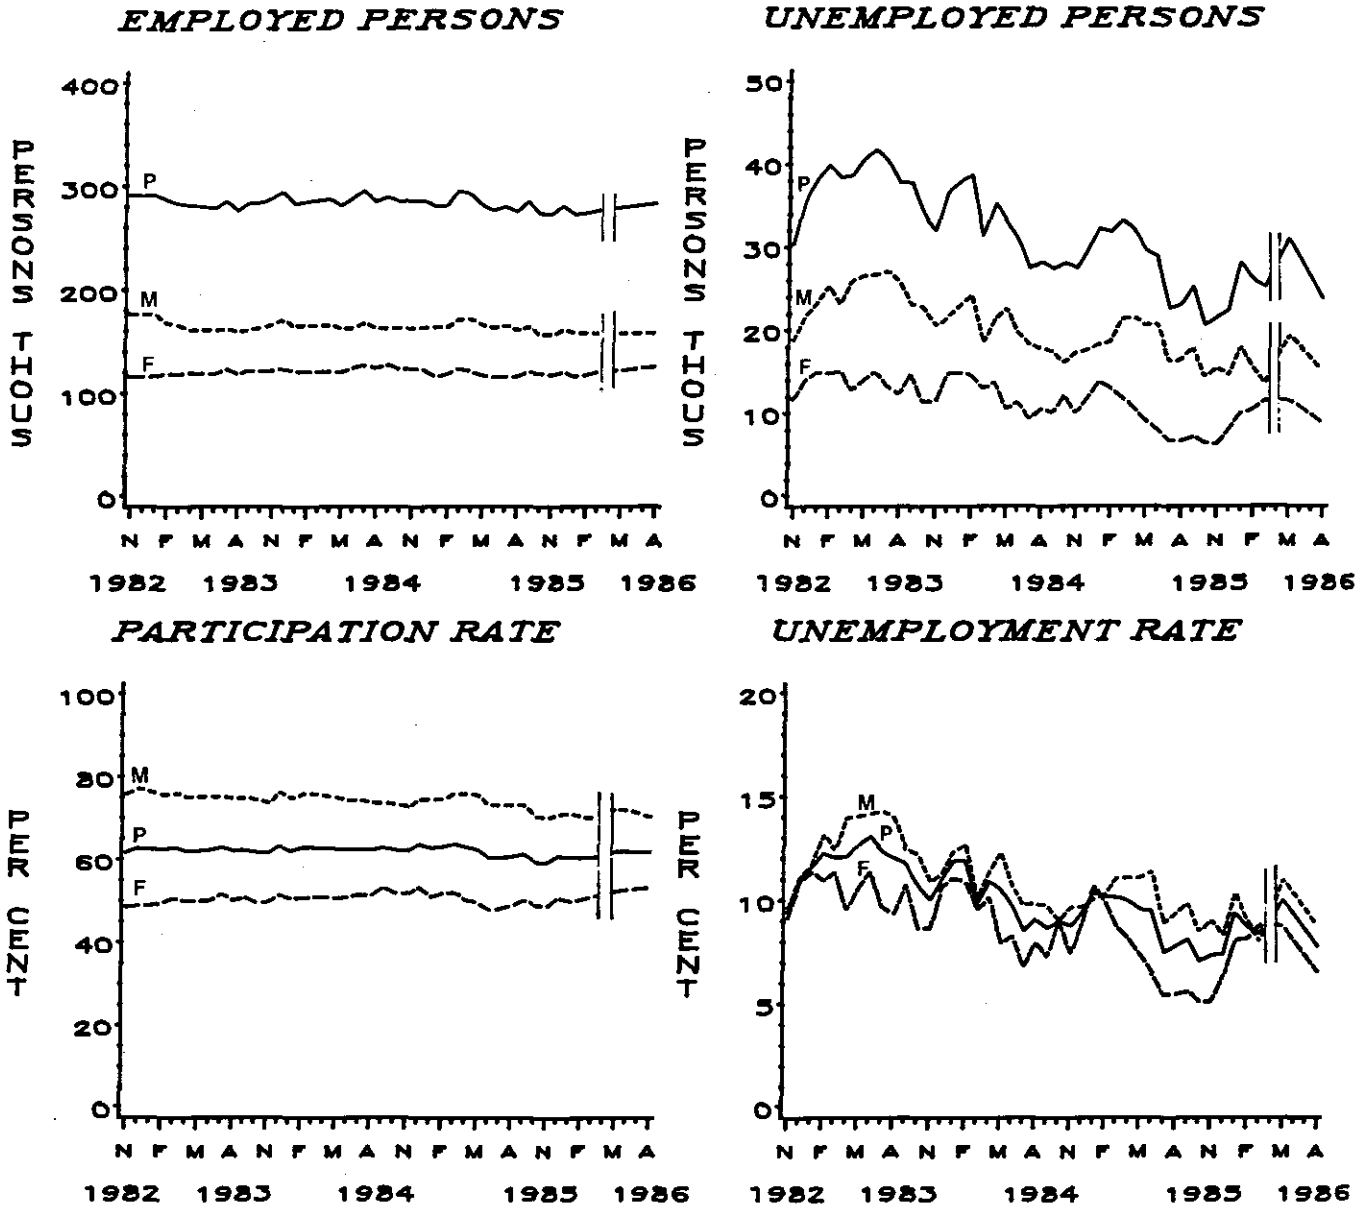 EMPLOYED PERSONS
PERSONS THOUS
400
300
200
100
0
P
M
F
N F M A N F M A N F M A N F M A
1982 1983 1984 1985 1986
UNEMPLOYED PERSONS
PERSONS THOUS
50
40
30
20
10
0
P
M
F
N F M A N F M A N F M A N F M A
1982 1983 1984 1985 1986
PARTICIPATION RATE
PER CENT
100
80
60
40
20
0
M
P
F
N F M A N F M A N F M A N F M A
1982 1983 1984 1985 1986
UNEMPLOYMENT RATE
PER CENT
20
15
10
5
0
M
P
F
N F M A N F M A N F M A N F M A
1982 1983 1984 1985 1986